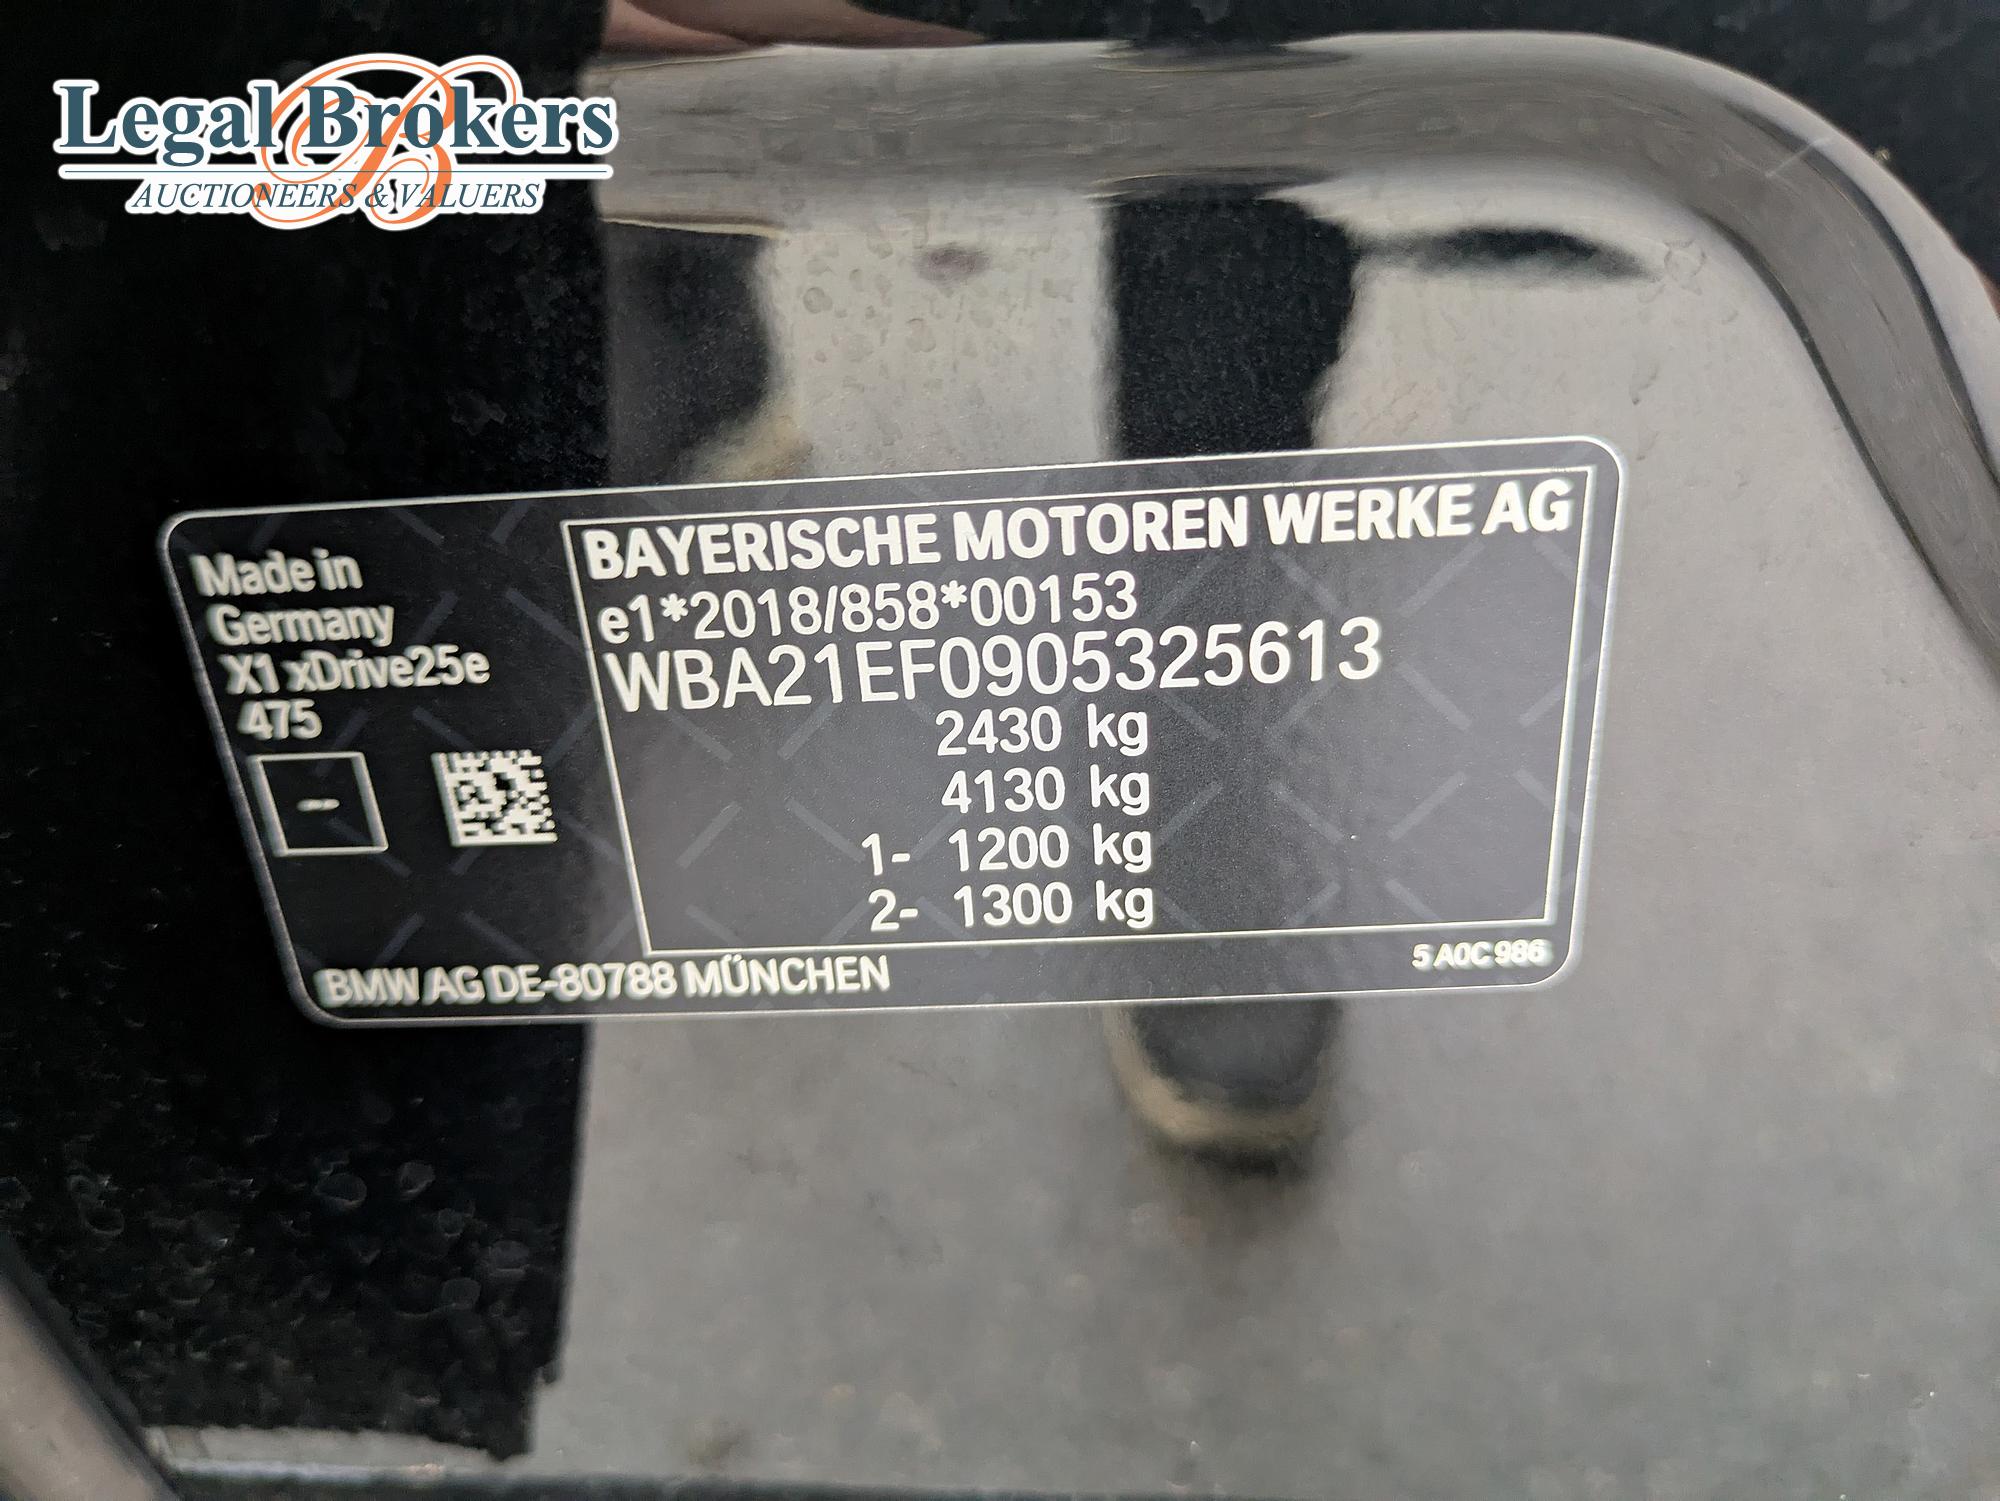 Legal Brokers
AUCTIONEERS & VALUERS
Made in
Germany
X1 xDrive25e
475
--
BAYERISCHE MOTOREN WERKE AG
e1*2018/858*00153
WBA21EF0905325613
2430 kg
4130 kg
1- 1200 kg
2- 1300 kg
BMW AG DE-80788 MÜNCHEN
5 A0C 986